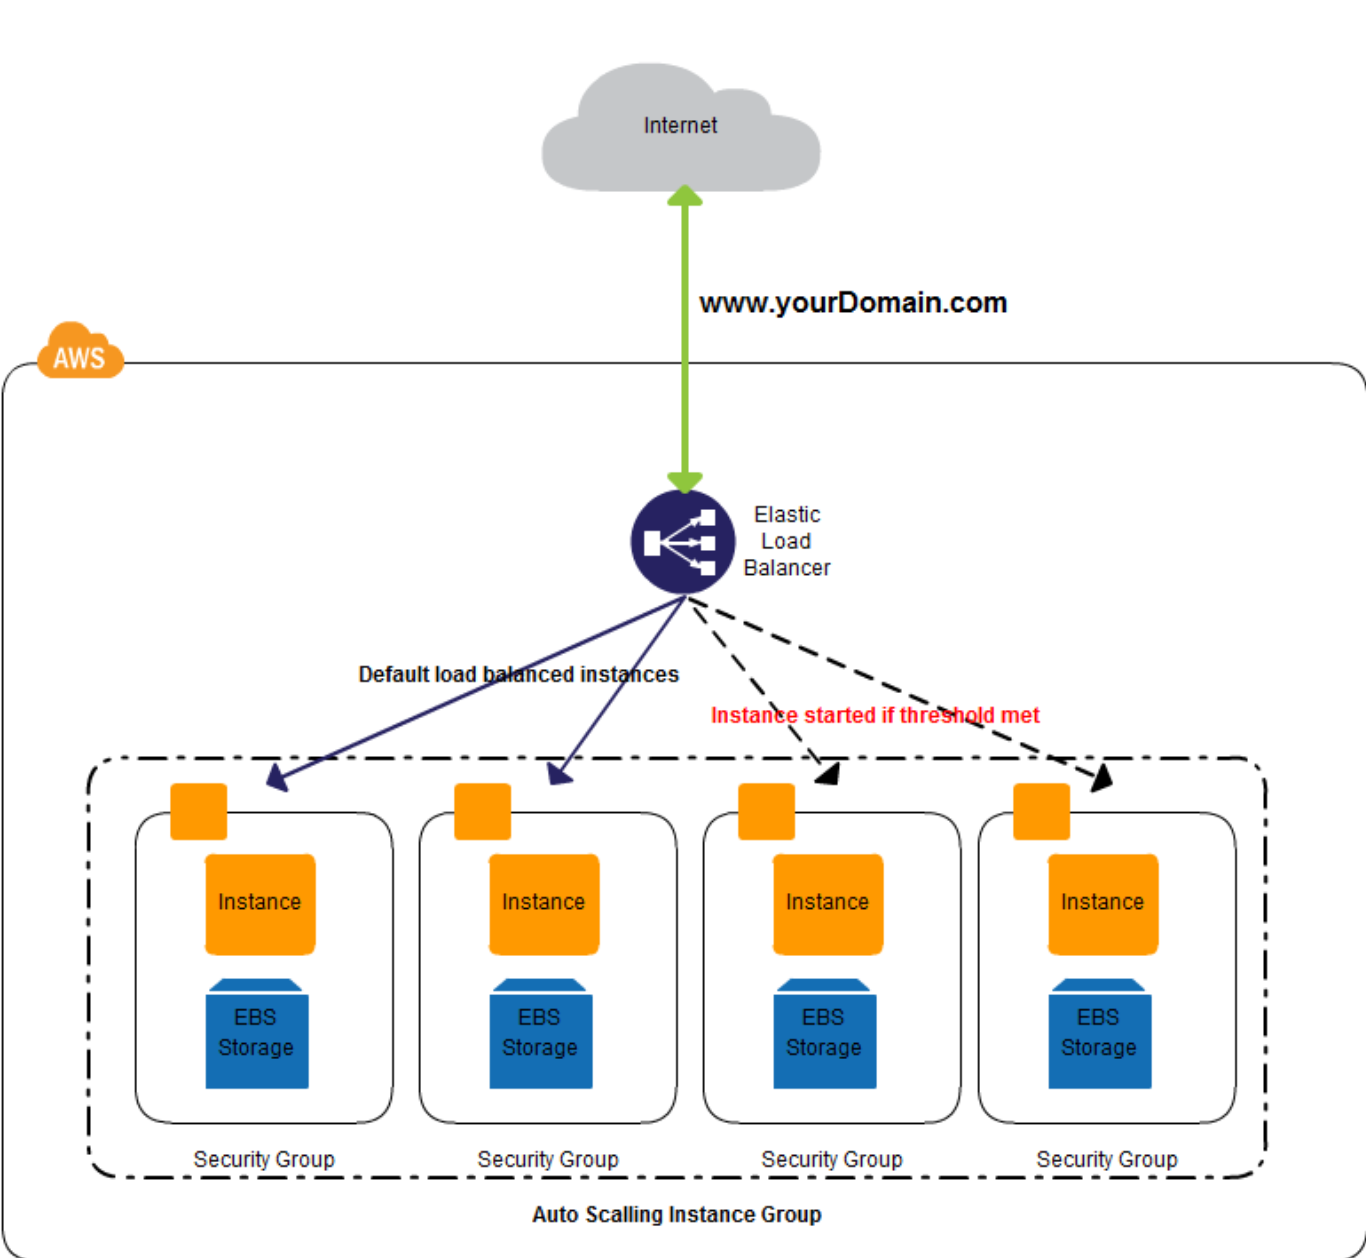 Internet
www.yourDomain.com
AWS
Elastic
Load
Balancer
Default load balanced instances
Instance started if threshold met
Instance
Instance
Instance
Instance
EBS
Storage
EBS
Storage
EBS
Storage
EBS
Storage
Security Group
Security Group
Security Group
Security Group
Auto Scalling Instance Group